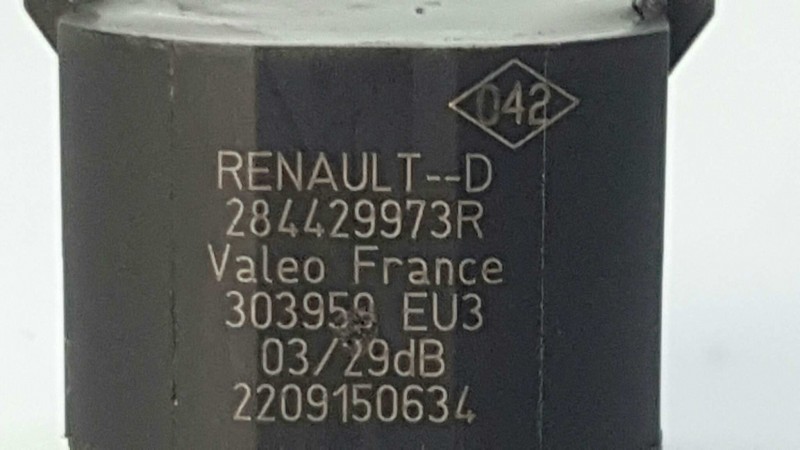 042
RENAULT--D
284429973R
Valeo France
303959 EU3
03/29dB
2209150634